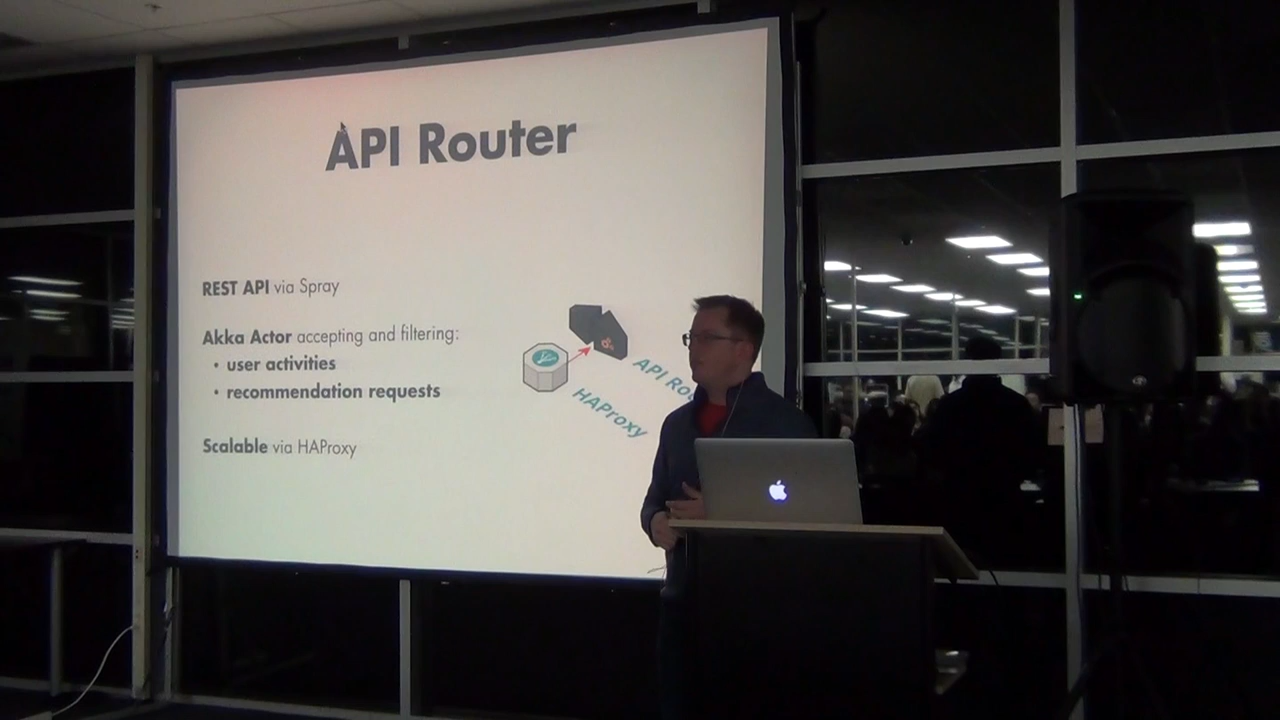 API Router
REST API via Spray
Akka Actor accepting and filtering:
• user activities
• recommendation requests
Scalable via HAProxy
API
HAProxy